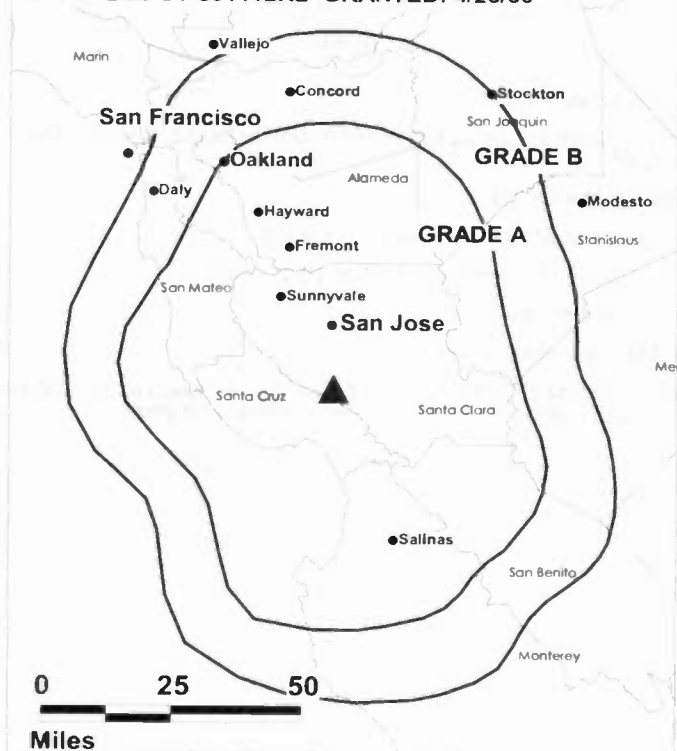 Vallejo
Marin
Concord
Stockton
San Francisco
San Joaquin
Oakland
GRADE B
Alameda
Daly
Modesto
Hayward
GRADE A
Stanislaus
Fremont
San Mateo
Sunnyvale
San Jose
Santa Cruz
Santa Clara
Salinas
San Benito
Monterey
0 25 50
Miles